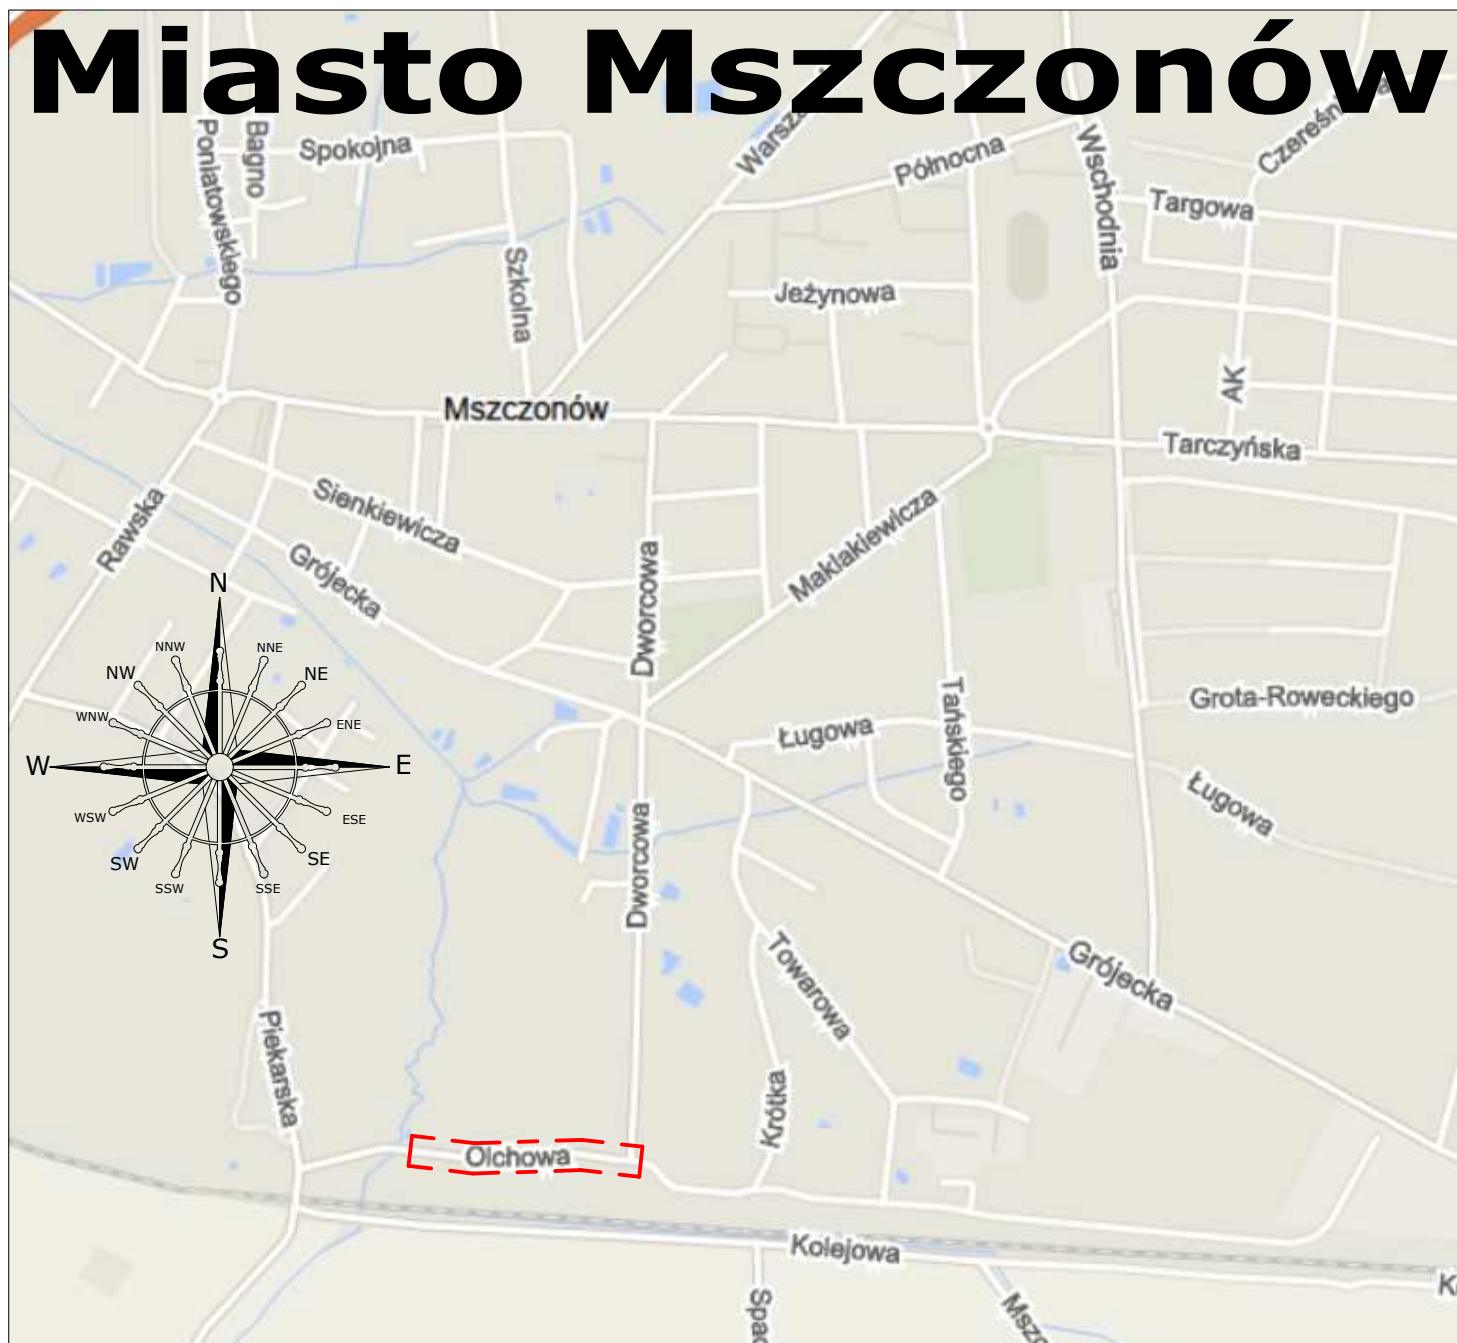 Miasto Mszczonów
Poniatowskiego
Bagno
Spokojna
Szkolna
Północna
Wschodnia
Targowa
Jeżynowa
AK
Mszczonów
Tarczyńska
Rawska
Sienkiewicza
Grójecka
Dworcowa
Maklakiewicza
Tańskiego
Grota-Roweckiego
Ługowa
Ługowa
N
NNW
NNE
NW
NE
WNW
ENE
W
E
WSW
ESE
SW
SE
SSW
SSE
S
Dworcowa
Towarowa
Grójecka
Piekarska
Krótka
Olchowa
Kolejowa